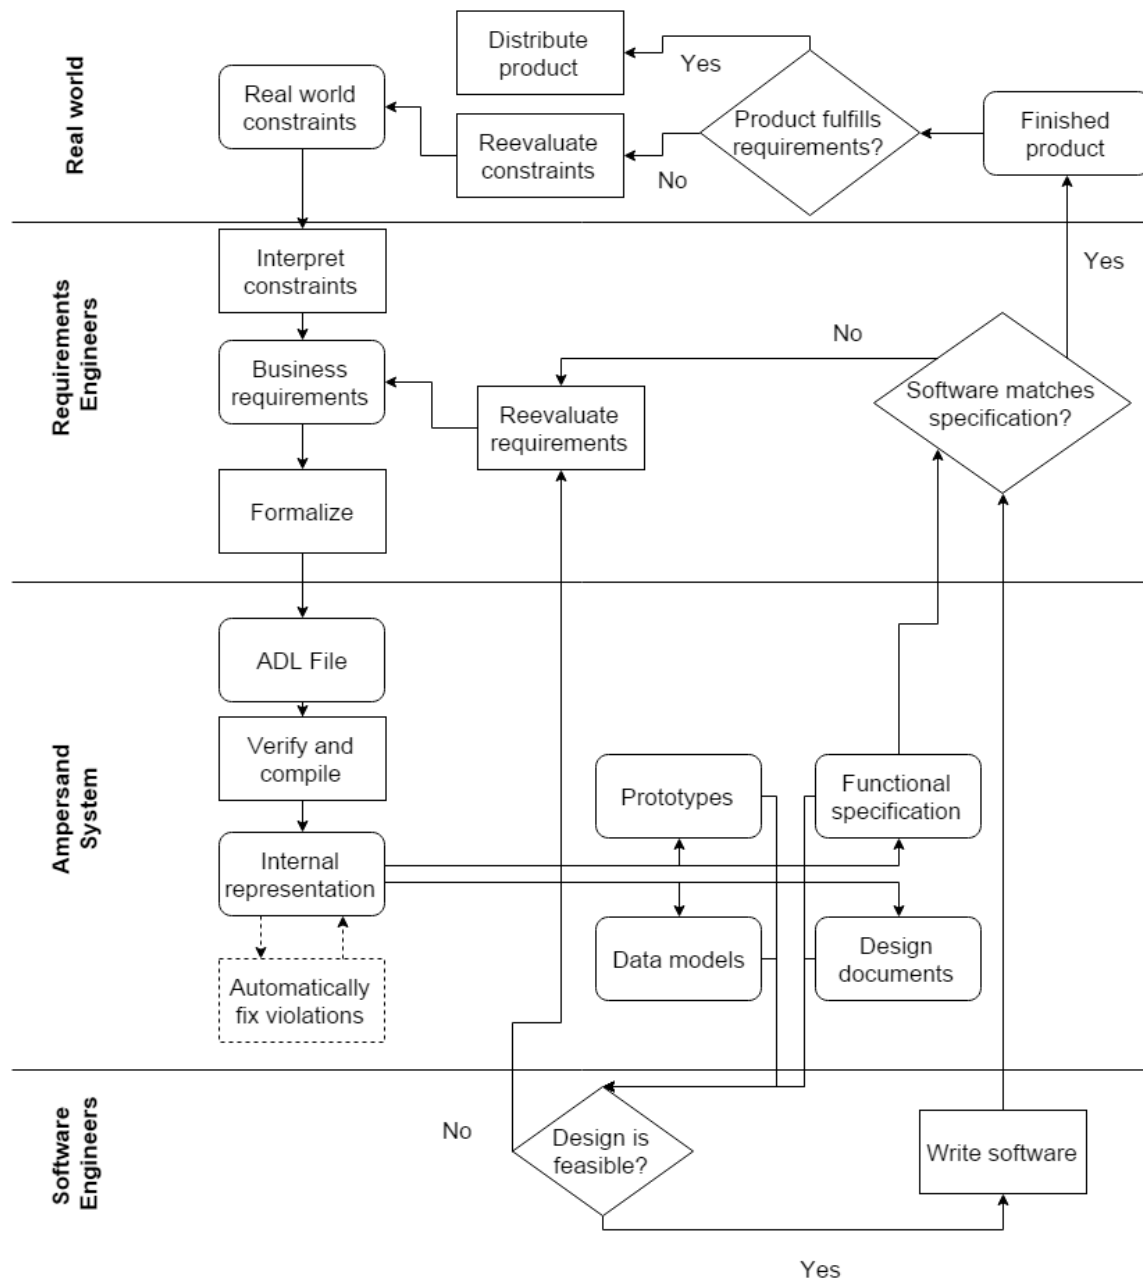 Real world
Distribute
product
Yes
Real world
constraints
Reevaluate
constraints
No
Product fulfills
requirements?
Finished
product
Requirements
Engineers
Interpret
constraints
Yes
Business
requirements
No
Reevaluate
requirements
Software matches
specification?
Formalize
Ampersand
System
ADL File
Verify and
compile
Prototypes
Functional
specification
Internal
representation
Data models
Design
documents
Automatically
fix violations
Software
Engineers
No
Design is
feasible?
Write software
Yes